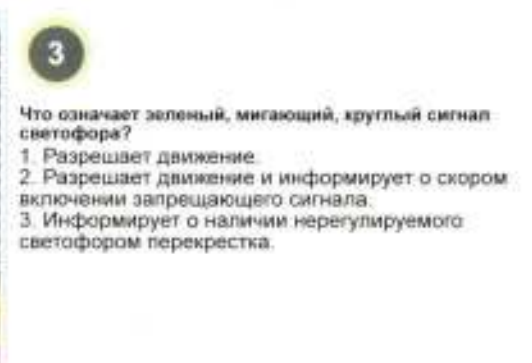 3
Что означает зеленый, мигающий, круглый сигнал
светофора?
1. Разрешает движение.
2. Разрешает движение и информирует о скором
включении запрещающего сигнала.
3. Информирует о наличии нерегулируемого
светофором перекрестка.